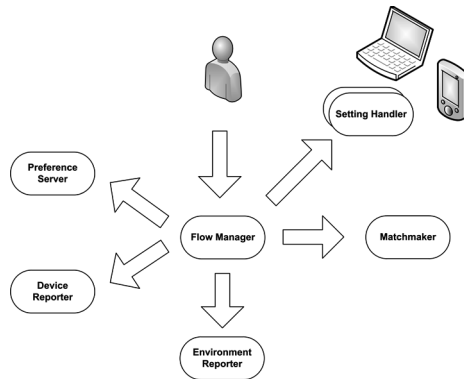 Setting Handler
Preference
Server
Flow Manager
Matchmaker
Device
Reporter
Environment
Reporter